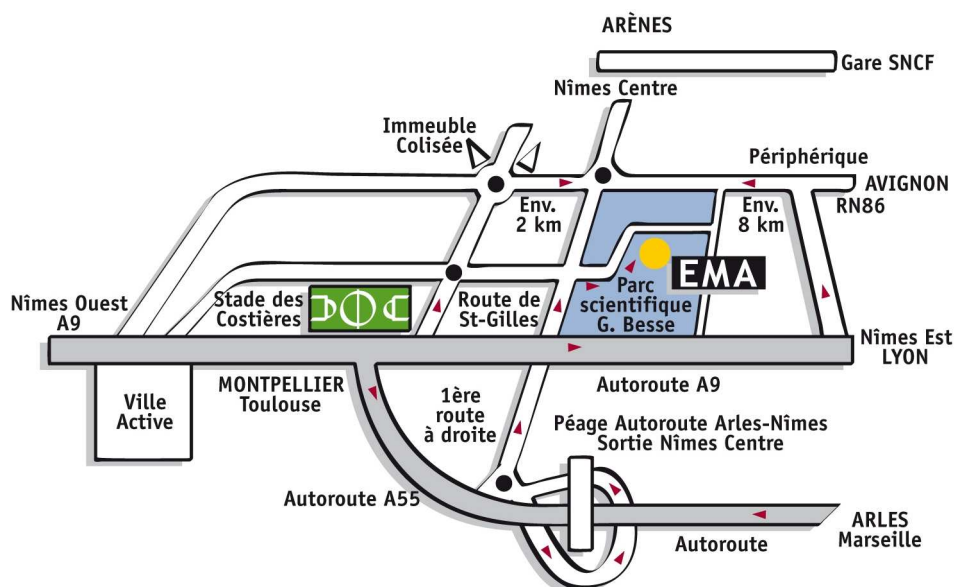 ARÈNES
Gare SNCF
Nîmes Centre
Immeuble
Colisée
Périphérique
AVIGNON
RN86
Env.
2 km
Env.
8 km
EMA
Parc
scientifique
G. Besse
Nîmes Ouest
A9
Stade des
Costières
Route de
St-Gilles
Nîmes Est
LYON
MONTPELLIER
Toulouse
Autoroute A9
Ville
Active
1ère
route
à droite
Péage Autoroute Arles-Nîmes
Sortie Nîmes Centre
Autoroute A55
ARLES
Marseille
Autoroute